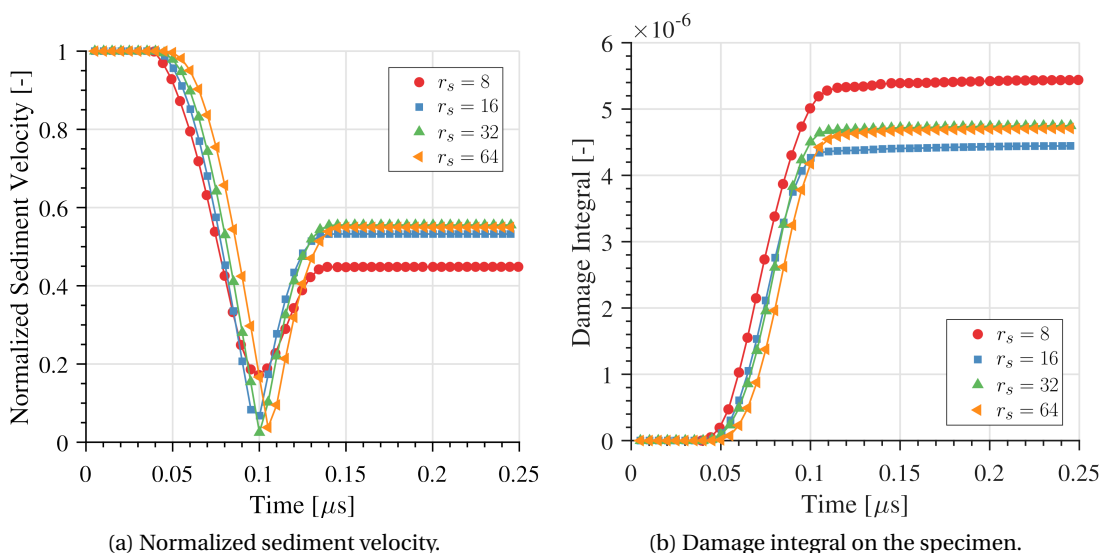 Normalized Sediment Velocity [-]
1
0.8
0.6
0.4
0.2
0
0
0.05
0.1
0.15
0.2
0.25
Time [μs]
r_s = 8
r_s = 16
r_s = 32
r_s = 64
(a) Normalized sediment velocity.
×10^-6
Damage Integral [-]
6
5
4
3
2
1
0
0
0.05
0.1
0.15
0.2
0.25
Time [μs]
r_s = 8
r_s = 16
r_s = 32
r_s = 64
(b) Damage integral on the specimen.